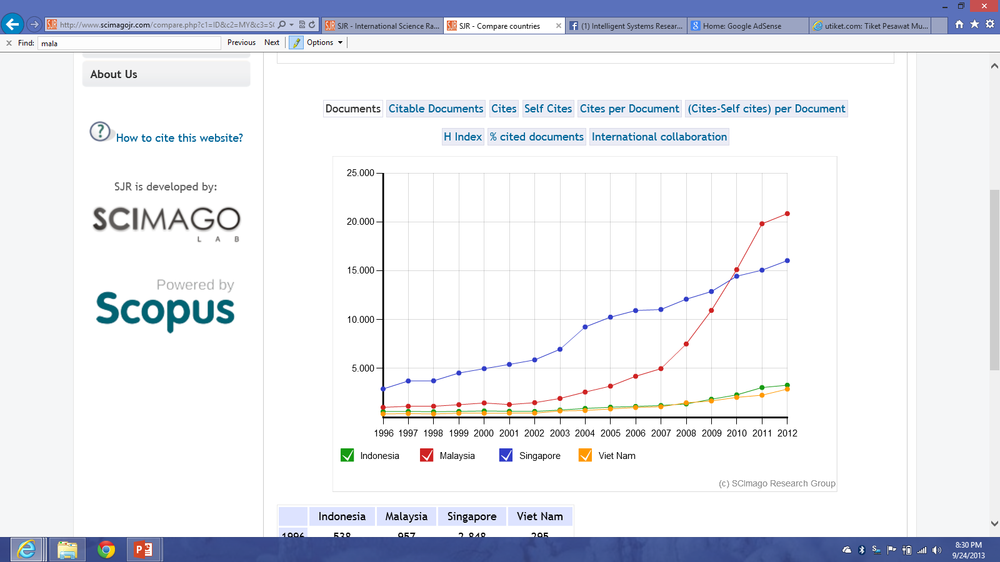 http://www.scimagojr.com/compare.php?c1=ID&c2=MY&c3=S
SJR - International Science Ra...
SJR - Compare countries
(1) Intelligent Systems Resear...
Home: Google AdSense
utiket.com: Tiket Pesawat Mu...
Find: mala
Previous Next Options
About Us
How to cite this website?
SJR is developed by:
SCIMAGO
LAB
Powered by
Scopus
Documents Citable Documents Cites Self Cites Cites per Document (Cites-Self cites) per Document
H Index % cited documents International collaboration
25.000
20.000
15.000
10.000
5.000
1996 1997 1998 1999 2000 2001 2002 2003 2004 2005 2006 2007 2008 2009 2010 2011 2012
Indonesia Malaysia Singapore Viet Nam
(c) SCImago Research Group
Indonesia Malaysia Singapore Viet Nam
1996 538 957 2.848 295
8:30 PM
9/24/2013